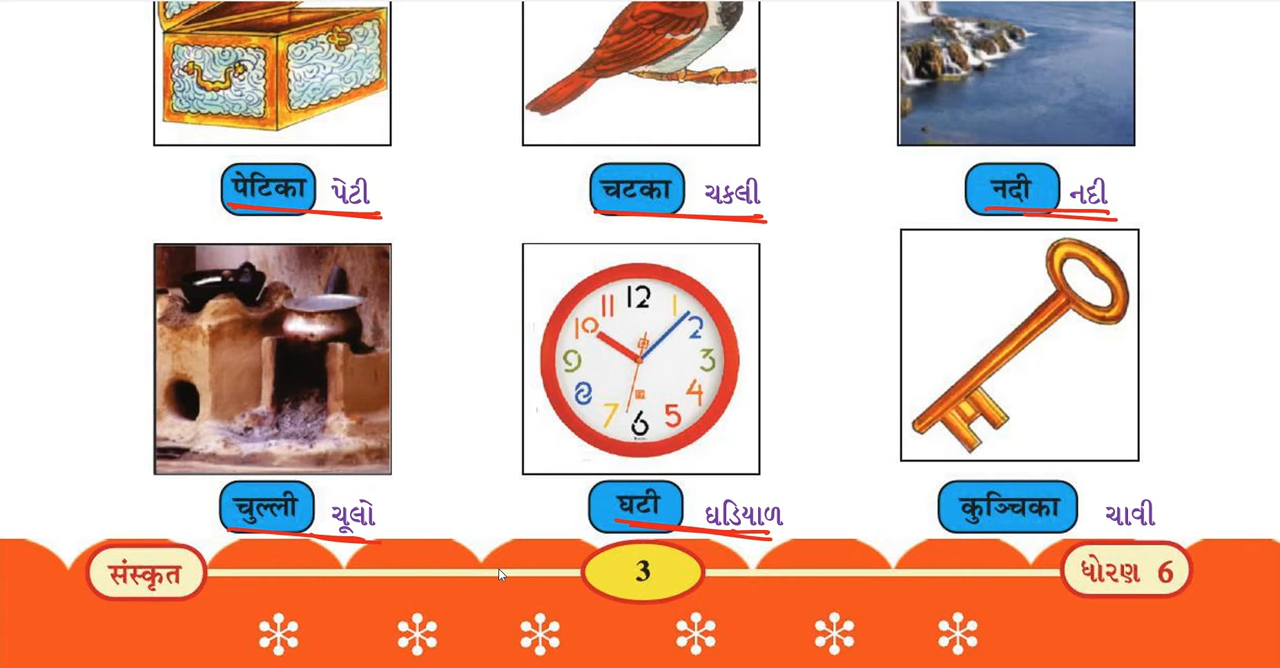 पेटिका પેટી चटका ચકલી नदी નદી
12
11 1
10 2
9 3
8 4
7 5
6
चुल्ली ચૂલો घटी ઘડિયાળ कुञ्चिका ચાવી
સંસ્કૃત 3 ધોરણ 6